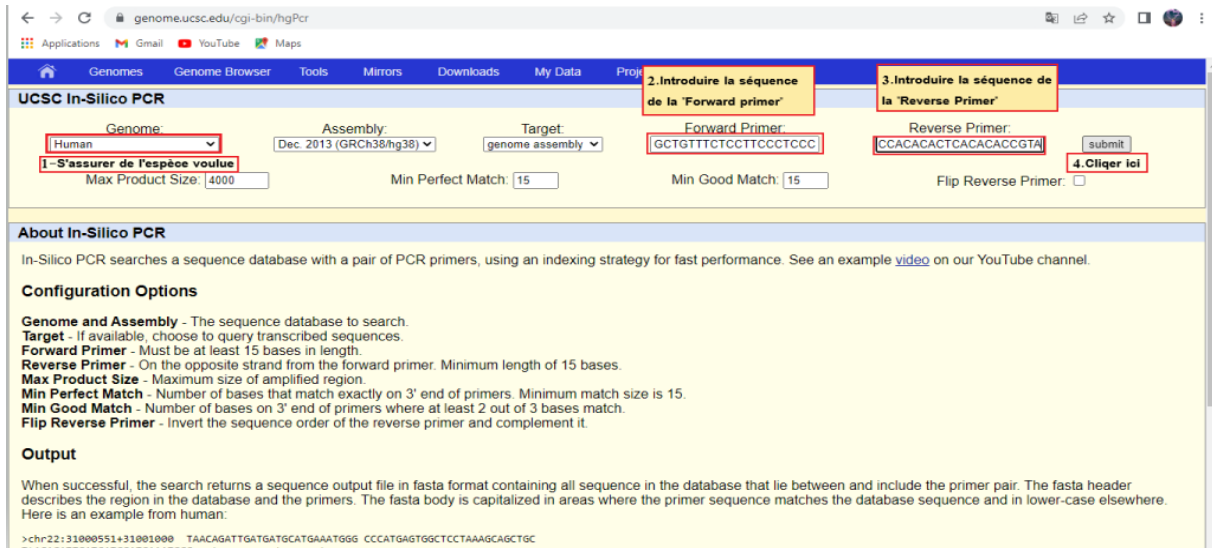 genome.ucsc.edu/cgi-bin/hgPcr
Applications Gmail YouTube Maps
Genomes Genome Browser Tools Mirrors Downloads My Data Proje
2.Introduire la séquence
de la "Forward primer"
3.Introduire la séquence de
la "Reverse Primer"
UCSC In-Silico PCR
Genome: Assembly: Target: Forward Primer: Reverse Primer:
Human Dec. 2013 (GRCh38/hg38) genome assembly GCTGTTTCTCCTTCCCTCCC CCACACACTCACACACCGTA submit
1-S'assurer de l'espèce voulue
4.Cliqer ici
Max Product Size: 4000 Min Perfect Match: 15 Min Good Match: 15 Flip Reverse Primer:
About In-Silico PCR
In-Silico PCR searches a sequence database with a pair of PCR primers, using an indexing strategy for fast performance. See an example video on our YouTube channel.
Configuration Options
Genome and Assembly - The sequence database to search.
Target - If available, choose to query transcribed sequences.
Forward Primer - Must be at least 15 bases in length.
Reverse Primer - On the opposite strand from the forward primer. Minimum length of 15 bases.
Max Product Size - Maximum size of amplified region.
Min Perfect Match - Number of bases that match exactly on 3' end of primers. Minimum match size is 15.
Min Good Match - Number of bases on 3' end of primers where at least 2 out of 3 bases match.
Flip Reverse Primer - Invert the sequence order of the reverse primer and complement it.
Output
When successful, the search returns a sequence output file in fasta format containing all sequence in the database that lie between and include the primer pair. The fasta header
describes the region in the database and the primers. The fasta body is capitalized in areas where the primer sequence matches the database sequence and in lower-case elsewhere.
Here is an example from human:
>chr22:31000551+31001000 TAACAGATTGATGATGCATGAAATGGG CCCATGAGTGGCTCCTAAAGCAGCTGC